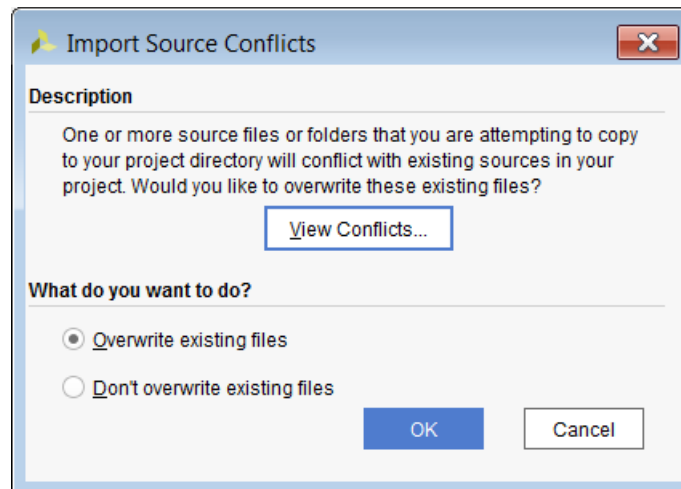 Import Source Conflicts
Description
One or more source files or folders that you are attempting to copy
to your project directory will conflict with existing sources in your
project. Would you like to overwrite these existing files?
View Conflicts...
What do you want to do?
Overwrite existing files
Don't overwrite existing files
OK Cancel